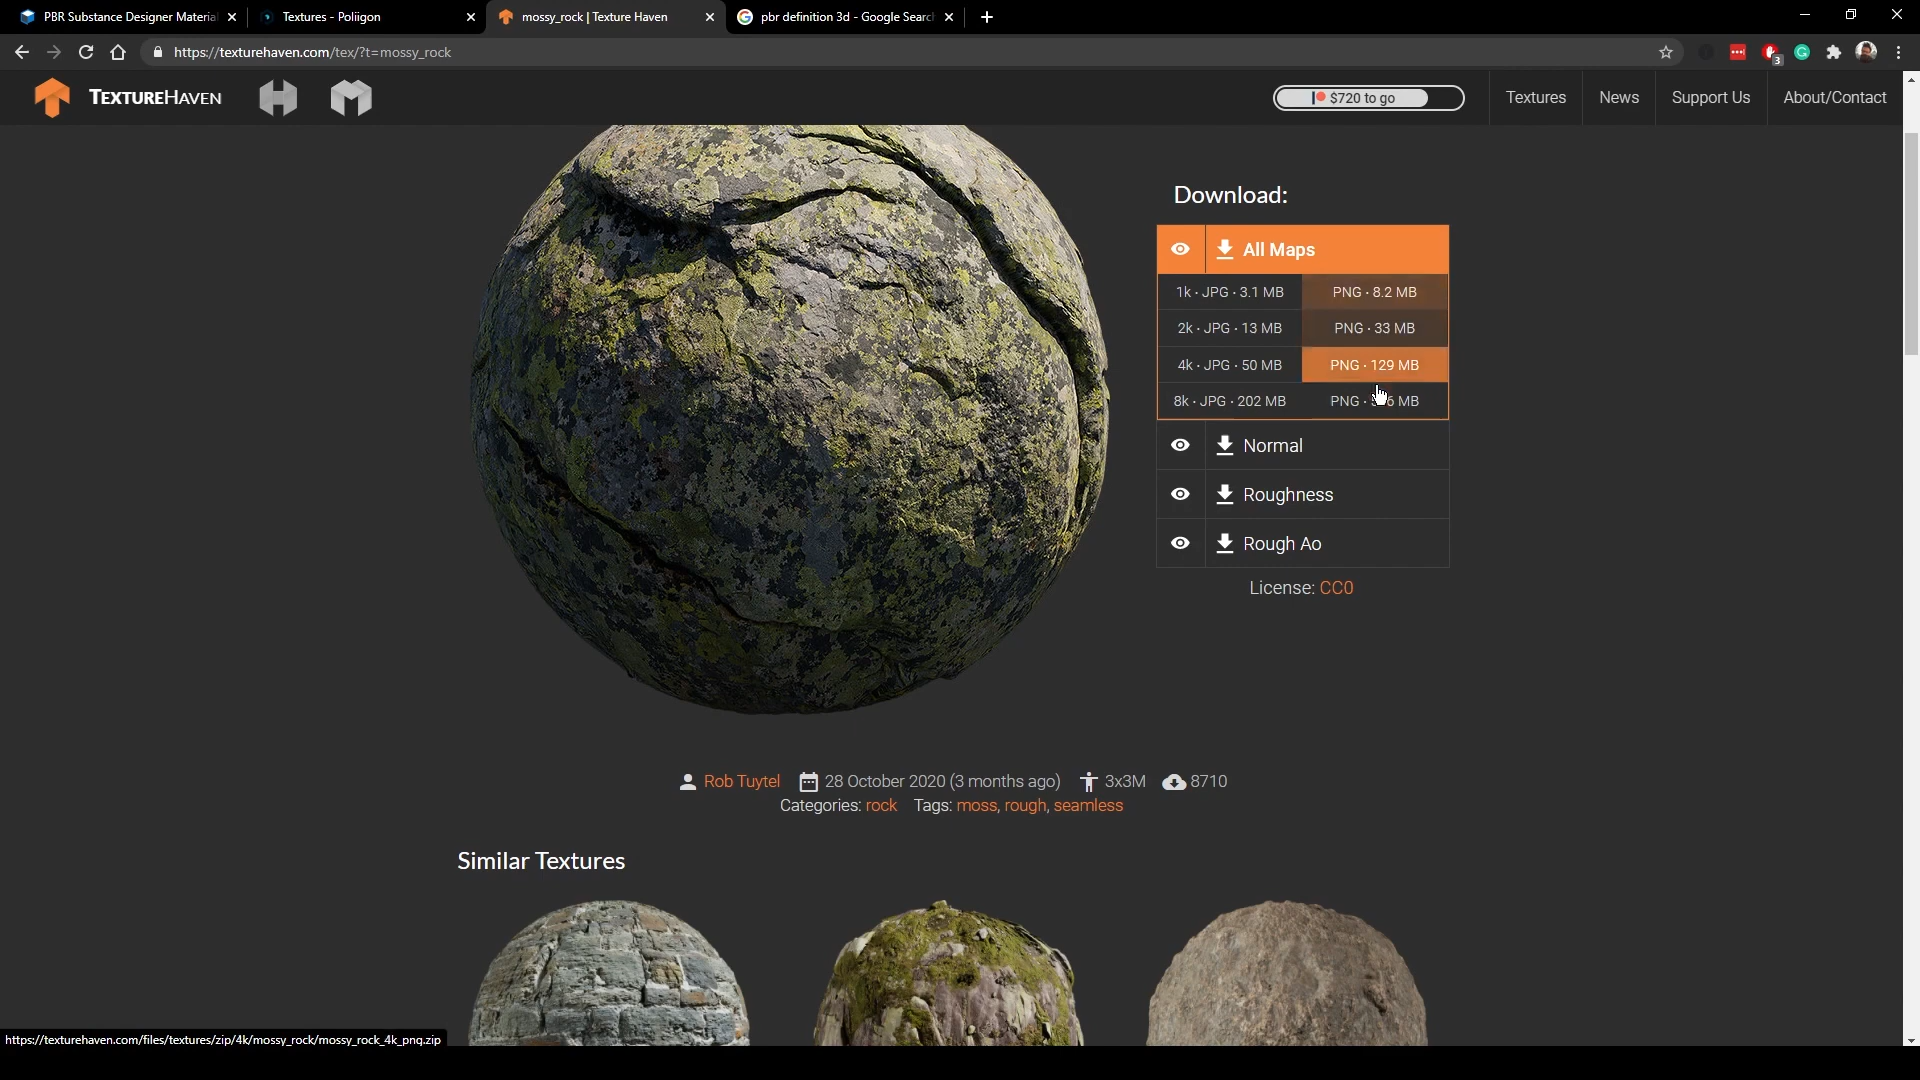 PBR Substance Designer Material
Textures - Poliigon
mossy_rock | Texture Haven
pbr definition 3d - Google Searc
https://texturehaven.com/tex/?t=mossy_rock
3
TEXTUREHAVEN
$720 to go
Textures
News
Support Us
About/Contact
Download:
All Maps
1k · JPG · 3.1 MB
PNG · 8.2 MB
2k · JPG · 13 MB
PNG · 33 MB
4k · JPG · 50 MB
PNG · 129 MB
8k · JPG · 202 MB
PNG · MB
Normal
Roughness
Rough Ao
License: CC0
Rob Tuytel 28 October 2020 (3 months ago) 3x3M 8710
Categories: rock Tags: moss, rough, seamless
Similar Textures
https://texturehaven.com/files/textures/zip/4k/mossy_rock/mossy_rock_4k_png.zip